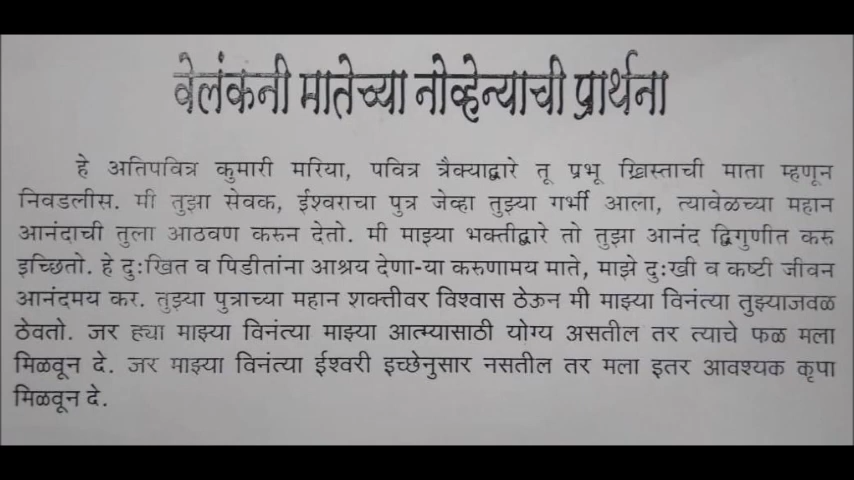 वेलंकनी मातेच्या नोव्हेन्याची प्रार्थना
हे अतिपवित्र कुमारी मरिया, पवित्र त्रैक्याद्वारे तू प्रभू ख्रिस्ताची माता म्हणून
निवडलीस. मी तुझा सेवक, ईश्वराचा पुत्र जेव्हा तुझ्या गर्भी आला, त्यावेळच्या महान
आनंदाची तुला आठवण करुन देतो. मी माझ्या भक्तीद्वारे तो तुझा आनंद द्विगुणीत करु
इच्छितो. हे दुःखित व पिडीतांना आश्रय देणा-या करुणामय माते, माझे दुःखी व कष्टी जीवन
आनंदमय कर. तुझ्या पुत्राच्या महान शक्तीवर विश्वास ठेऊन मी माझ्या विनंत्या तुझ्याजवळ
ठेवतो. जर ह्या माझ्या विनंत्या माझ्या आत्म्यासाठी योग्य असतील तर त्याचे फळ मला
मिळवून दे. जर माझ्या विनंत्या ईश्वरी इच्छेनुसार नसतील तर मला इतर आवश्यक कृपा
मिळवून दे.